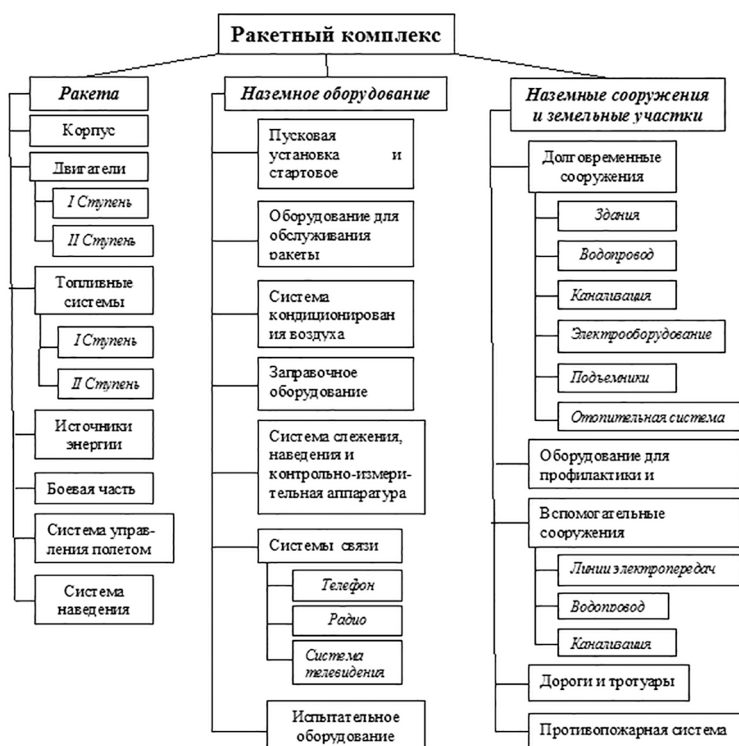 Ракетный комплекс
Ракета
Корпус
Двигатели
I Ступень
II Ступень
Топливные
системы
I Ступень
II Ступень
Источники
энергии
Боевая часть
Система управ-
ления полетом
Система
наведения
Наземное оборудование
Пусковая
установка и
стартовое
Оборудование для
обслуживания
ракеты
Система
кондиционирован
ия воздуха
Заправочное
оборудование
Система слежения,
наведения и
контрольно-измери-
тельная аппаратура
Системы связи
Телефон
Радио
Система
телевидения
Испытательное
оборудование
Наземные сооружения
и земельные участки
Долговременные
сооружения
Здания
Водопровод
Канализация
Электрооборудование
Подъемники
Отопительная система
Оборудование для
профилактики и
Вспомогательные
сооружения
Линии электропередач
Водопровод
Канализация
Дороги и тротуары
Противопожарная система